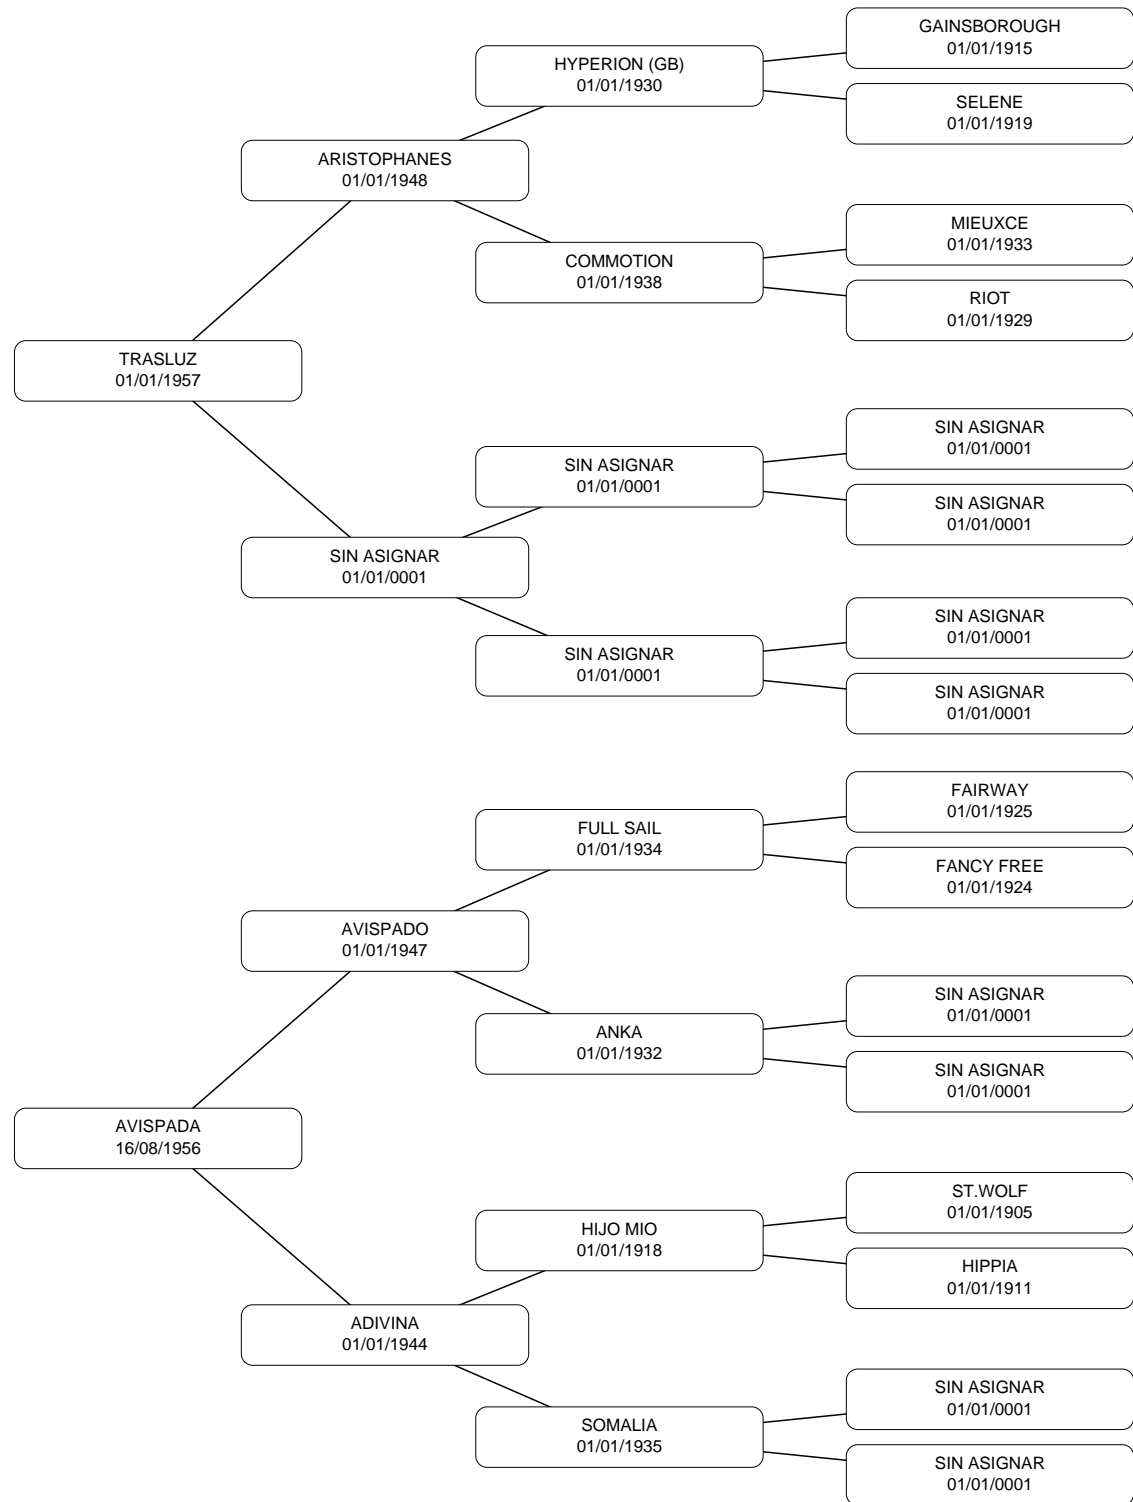 GAINSBOROUGH
01/01/1915
HYPERION (GB)
01/01/1930
SELENE
01/01/1919
ARISTOPHANES
01/01/1948
MIEUXCE
01/01/1933
COMMOTION
01/01/1938
RIOT
01/01/1929
TRASLUZ
01/01/1957
SIN ASIGNAR
01/01/0001
SIN ASIGNAR
01/01/0001
SIN ASIGNAR
01/01/0001
SIN ASIGNAR
01/01/0001
SIN ASIGNAR
01/01/0001
SIN ASIGNAR
01/01/0001
SIN ASIGNAR
01/01/0001
FAIRWAY
01/01/1925
FULL SAIL
01/01/1934
FANCY FREE
01/01/1924
AVISPADO
01/01/1947
SIN ASIGNAR
01/01/0001
ANKA
01/01/1932
SIN ASIGNAR
01/01/0001
AVISPADA
16/08/1956
ST.WOLF
01/01/1905
HIJO MIO
01/01/1918
HIPPIA
01/01/1911
ADIVINA
01/01/1944
SIN ASIGNAR
01/01/0001
SOMALIA
01/01/1935
SIN ASIGNAR
01/01/0001